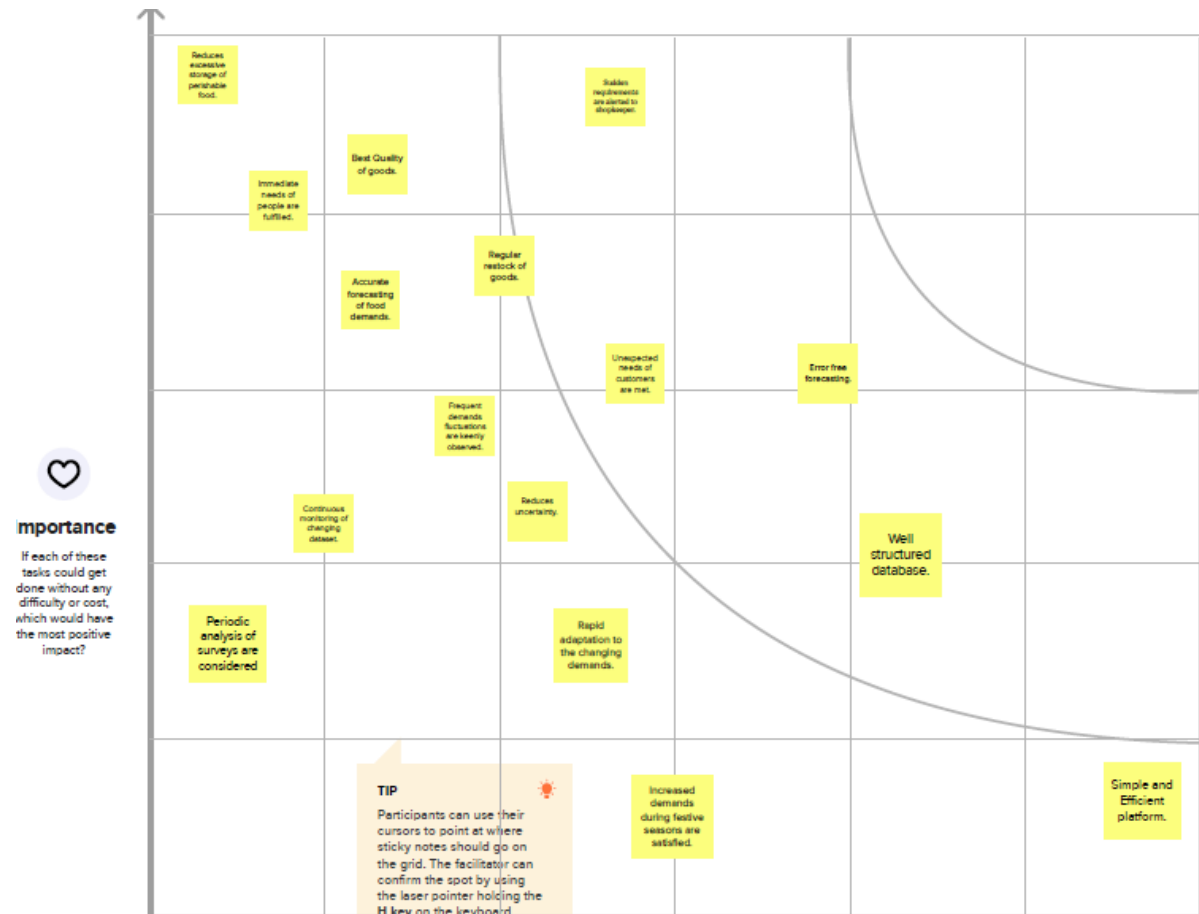 Reduces
excessive
storage of
perishable
food.
Sudden
requirements
are alerted to
shopkeeper.
Best Quality
of goods.
Immediate
needs of
people are
fulfilled.
Regular
restock of
goods.
Accurate
forecasting
of food
demands.
Unexpected
needs of
customers
are met.
Error free
forecasting.
Frequent
demands
fluctuations
are keenly
observed.
Reduces
uncertainty.
Continuous
monitoring of
changing
dataset.
Well
structured
database.
mportance
If each of these
tasks could get
done without any
difficulty or cost,
which would have
the most positive
impact?
Periodic
analysis of
surveys are
considered
Rapid
adaptation to
the changing
demands.
TIP
Participants can use their
cursors to point at where
sticky notes should go on
the grid. The facilitator can
confirm the spot by using
the laser pointer holding the
H key on the keyboard.
Increased
demands
during festive
seasons are
satisfied.
Simple and
Efficient
platform.